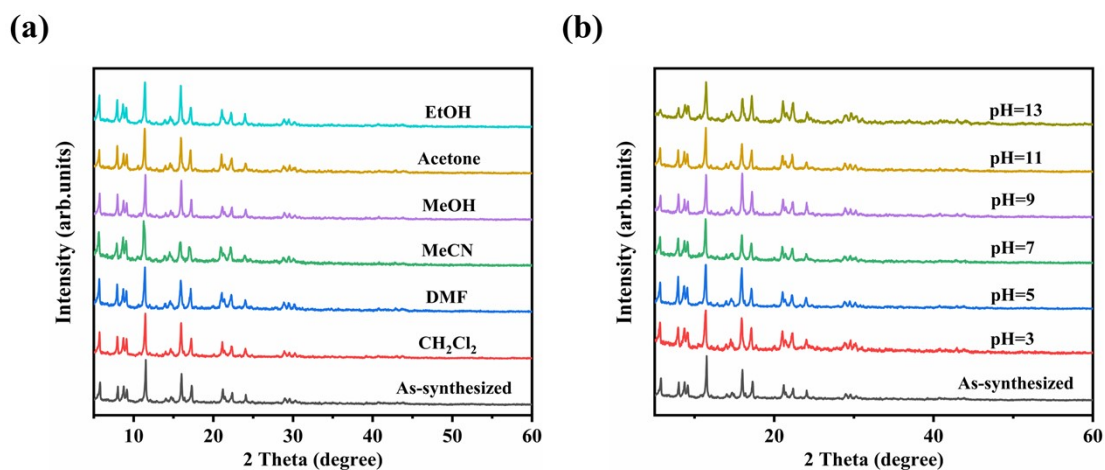 (a)
Intensity (arb.units)
EtOH
Acetone
MeOH
MeCN
DMF
CH₂Cl₂
As-synthesized
10 20 30 40 50 60
2 Theta (degree)
(b)
Intensity (arb.units)
pH=13
pH=11
pH=9
pH=7
pH=5
pH=3
As-synthesized
20 40 60
2 Theta (degree)